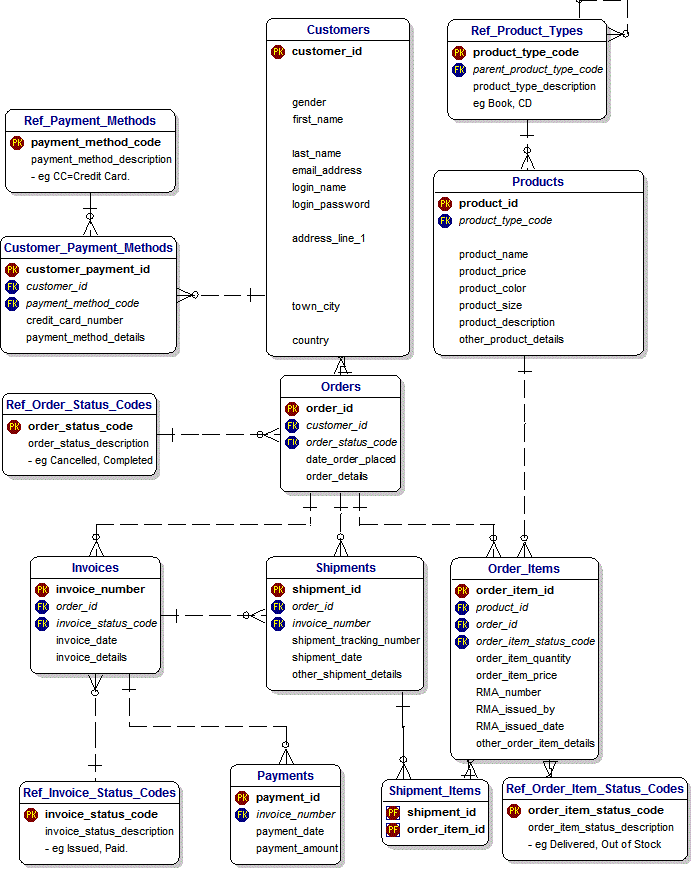 Customers
PK customer_id
gender
first_name
last_name
email_address
login_name
login_password
address_line_1
town_city
country
Ref_Product_Types
PK product_type_code
FK parent_product_type_code
product_type_description
eg Book, CD
Ref_Payment_Methods
PK payment_method_code
payment_method_description
- eg CC=Credit Card.
Products
PK product_id
FK product_type_code
product_name
product_price
product_color
product_size
product_description
other_product_details
Customer_Payment_Methods
PK customer_payment_id
FK customer_id
FK payment_method_code
credit_card_number
payment_method_details
Orders
PK order_id
FK customer_id
FK order_status_code
date_order_placed
order_details
Ref_Order_Status_Codes
PK order_status_code
order_status_description
- eg Cancelled, Completed
Invoices
PK invoice_number
FK order_id
FK invoice_status_code
invoice_date
invoice_details
Shipments
PK shipment_id
FK order_id
FK invoice_number
shipment_tracking_number
shipment_date
other_shipment_details
Order_Items
PK order_item_id
FK product_id
FK order_id
FK order_item_status_code
order_item_quantity
order_item_price
RMA_number
RMA_issued_by
RMA_issued_date
other_order_item_details
Ref_Invoice_Status_Codes
PK invoice_status_code
invoice_status_description
- eg Issued, Paid.
Payments
PK payment_id
FK invoice_number
payment_date
payment_amount
Shipment_Items
PF shipment_id
PF order_item_id
Ref_Order_Item_Status_Codes
PK order_item_status_code
order_item_status_description
- eg Delivered, Out of Stock